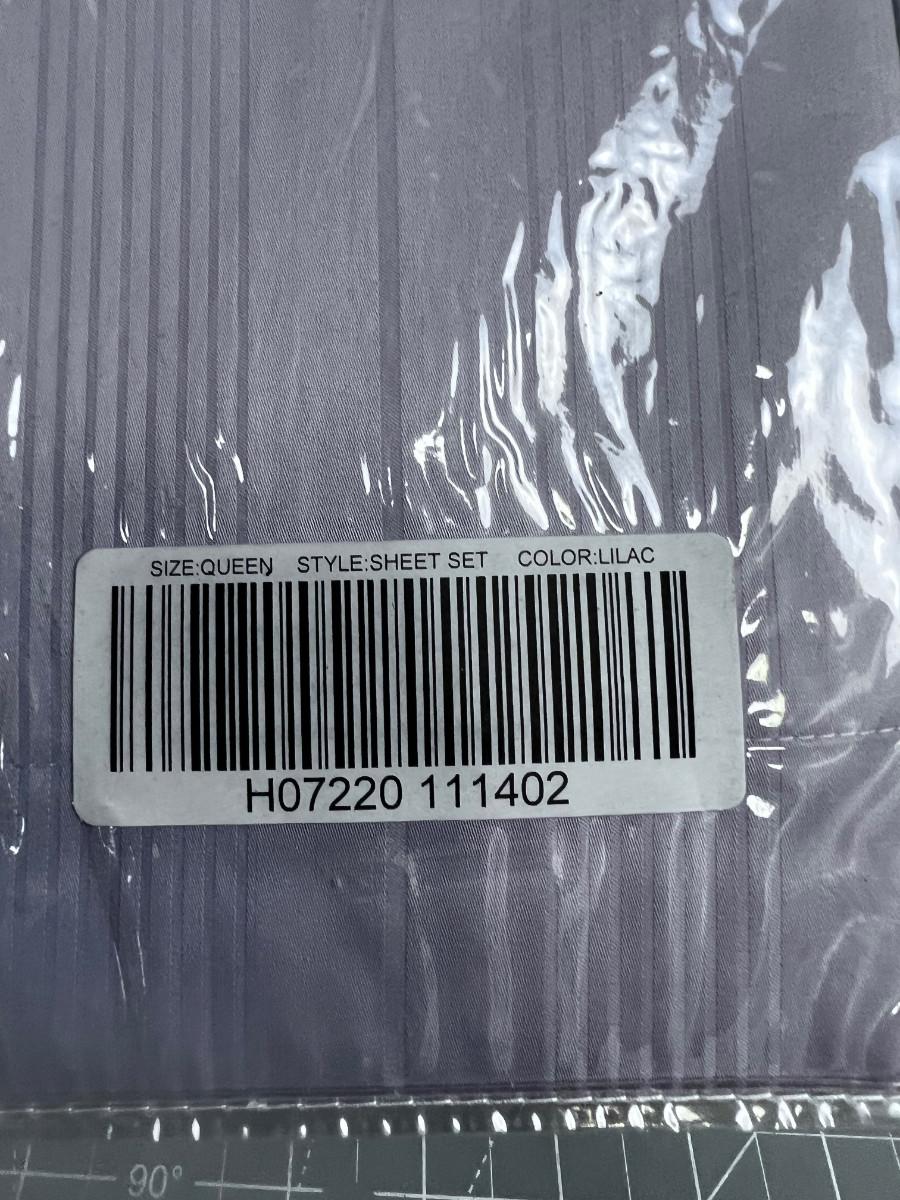 SIZE:QUEEN STYLE:SHEET SET COLOR:LILAC
H07220 111402
90°